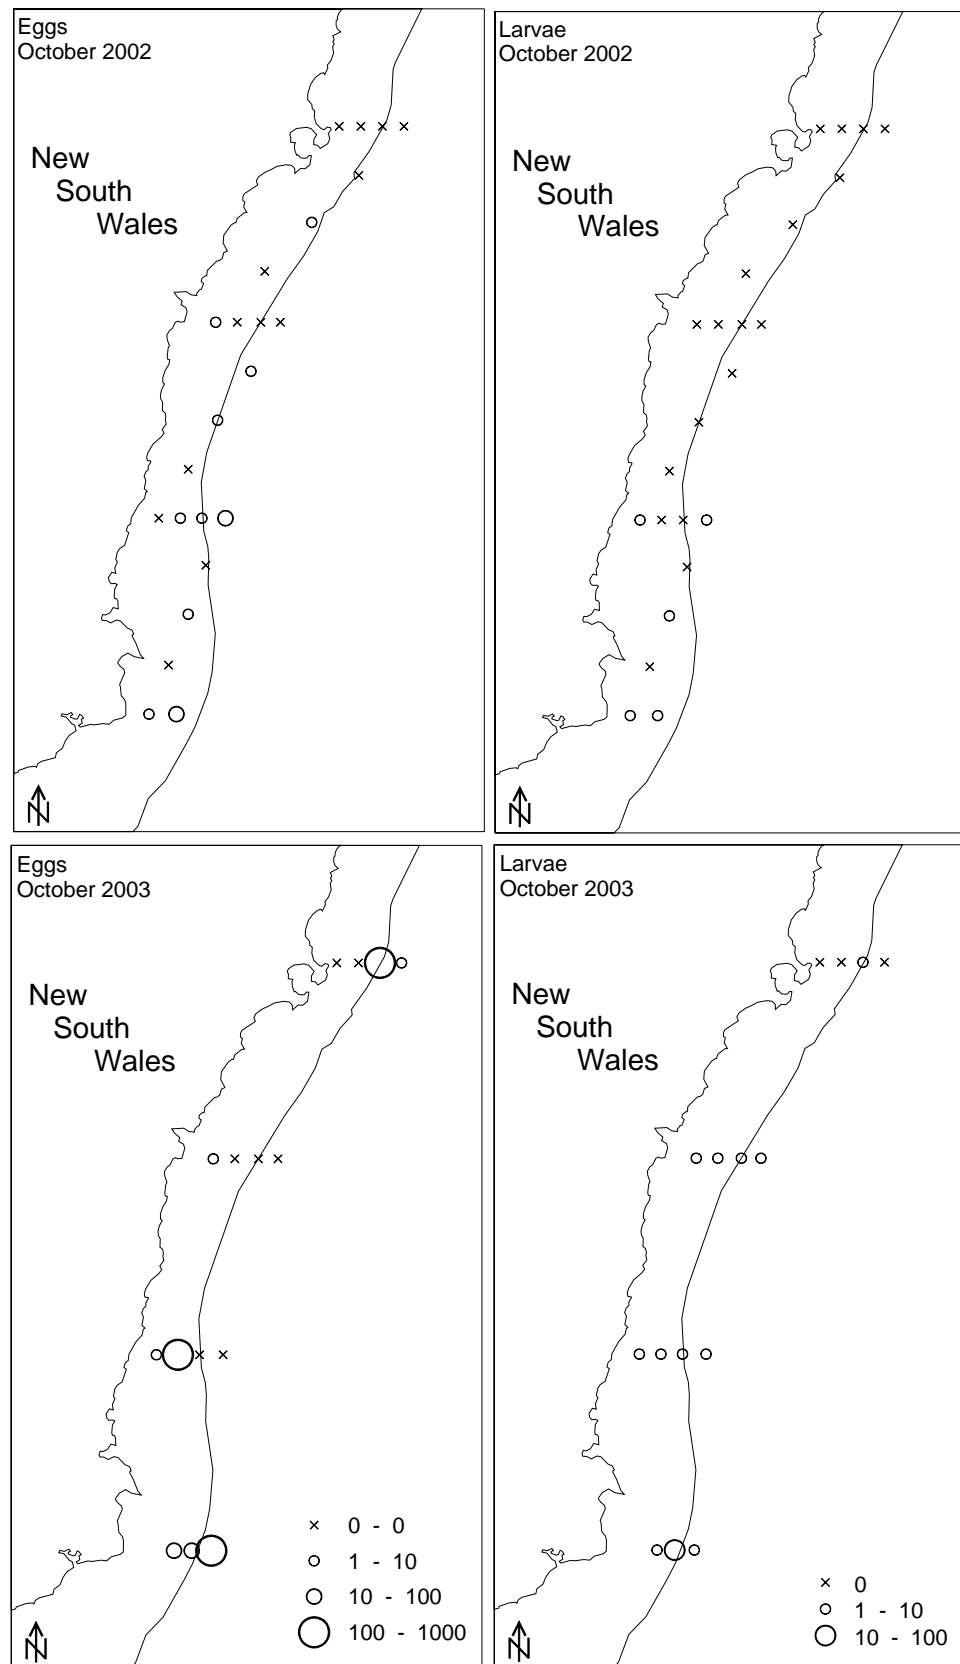 Eggs
October 2002
New
South
Wales
N
Larvae
October 2002
New
South
Wales
N
Eggs
October 2003
New
South
Wales
N
0 - 0
1 - 10
10 - 100
100 - 1000
Larvae
October 2003
New
South
Wales
N
0
1 - 10
10 - 100